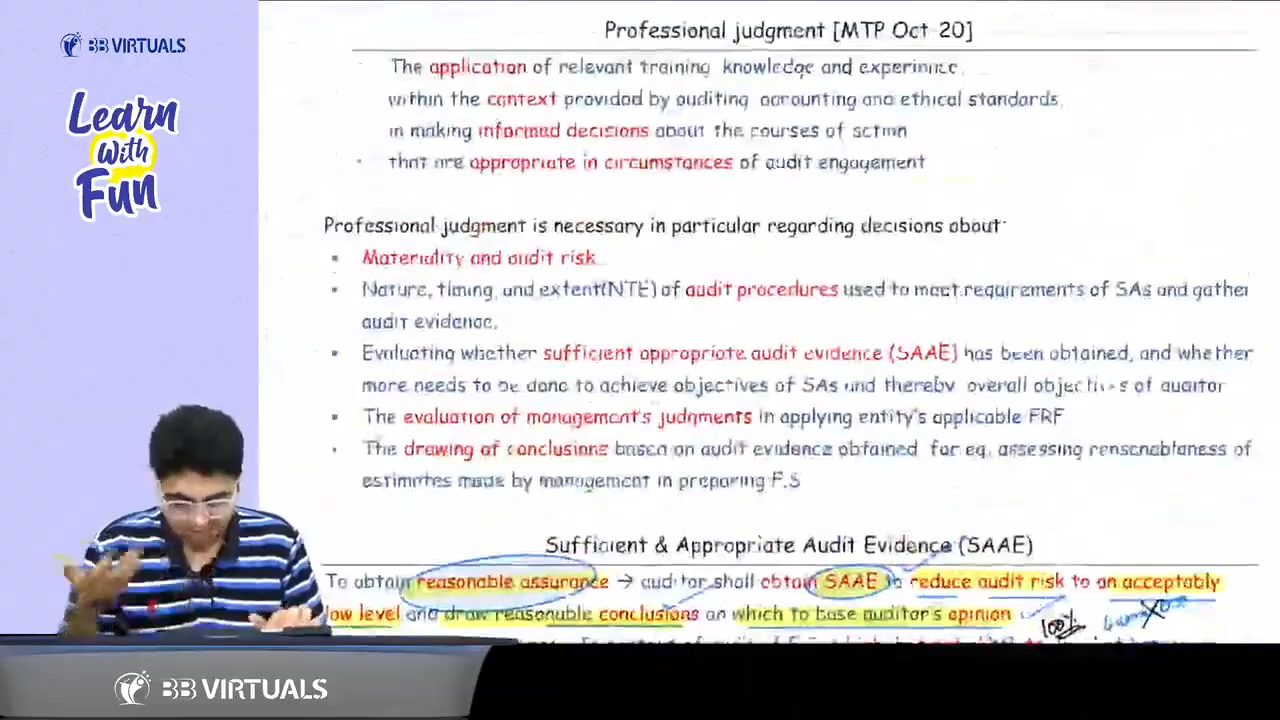 BB VIRTUALS
Learn
With
Fun
Professional judgment [MTP Oct 20]
The application of relevant training knowledge and experience,
within the context provided by auditing accounting and ethical standards,
in making informed decisions about the courses of action
that are appropriate in circumstances of audit engagement
Professional judgment is necessary in particular regarding decisions about:
Materiality and audit risk
Nature, timing, and extent(NTE) of audit procedures used to meet requirements of SAs and gather
audit evidence.
Evaluating whether sufficient appropriate audit evidence (SAAE) has been obtained, and whether
more needs to be done to achieve objectives of SAs and thereby overall objectives of auditor
The evaluation of management's judgments in applying entity's applicable FRF
The drawing of conclusions based on audit evidence obtained for eg. assessing reasonableness of
estimates made by management in preparing F.S
Sufficient & Appropriate Audit Evidence (SAAE)
To obtain reasonable assurance → auditor shall obtain SAAE to reduce audit risk to an acceptably
low level and draw reasonable conclusions on which to base auditor's opinion
100%
BB VIRTUALS